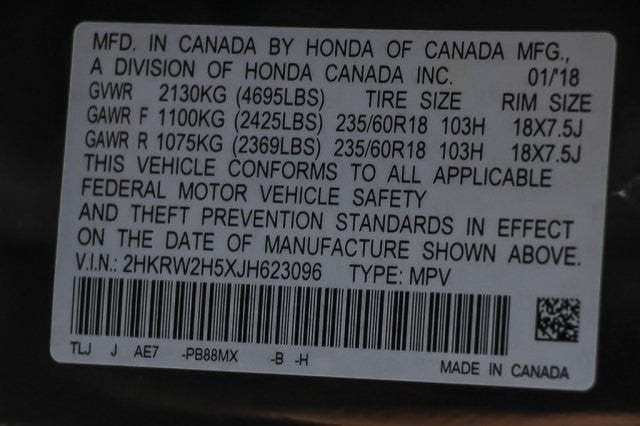 MFD. IN CANADA BY HONDA OF CANADA MFG.,
A DIVISION OF HONDA CANADA INC. 01/18
GVWR 2130KG (4695LBS) TIRE SIZE RIM SIZE
GAWR F 1100KG (2425LBS) 235/60R18 103H 18X7.5J
GAWR R 1075KG (2369LBS) 235/60R18 103H 18X7.5J
THIS VEHICLE CONFORMS TO ALL APPLICABLE
FEDERAL MOTOR VEHICLE SAFETY
AND THEFT PREVENTION STANDARDS IN EFFECT
ON THE DATE OF MANUFACTURE SHOWN ABOVE.
V.I.N.: 2HKRW2H5XJH623096 TYPE: MPV
TLJ J AE7 -PB88MX -B -H MADE IN CANADA